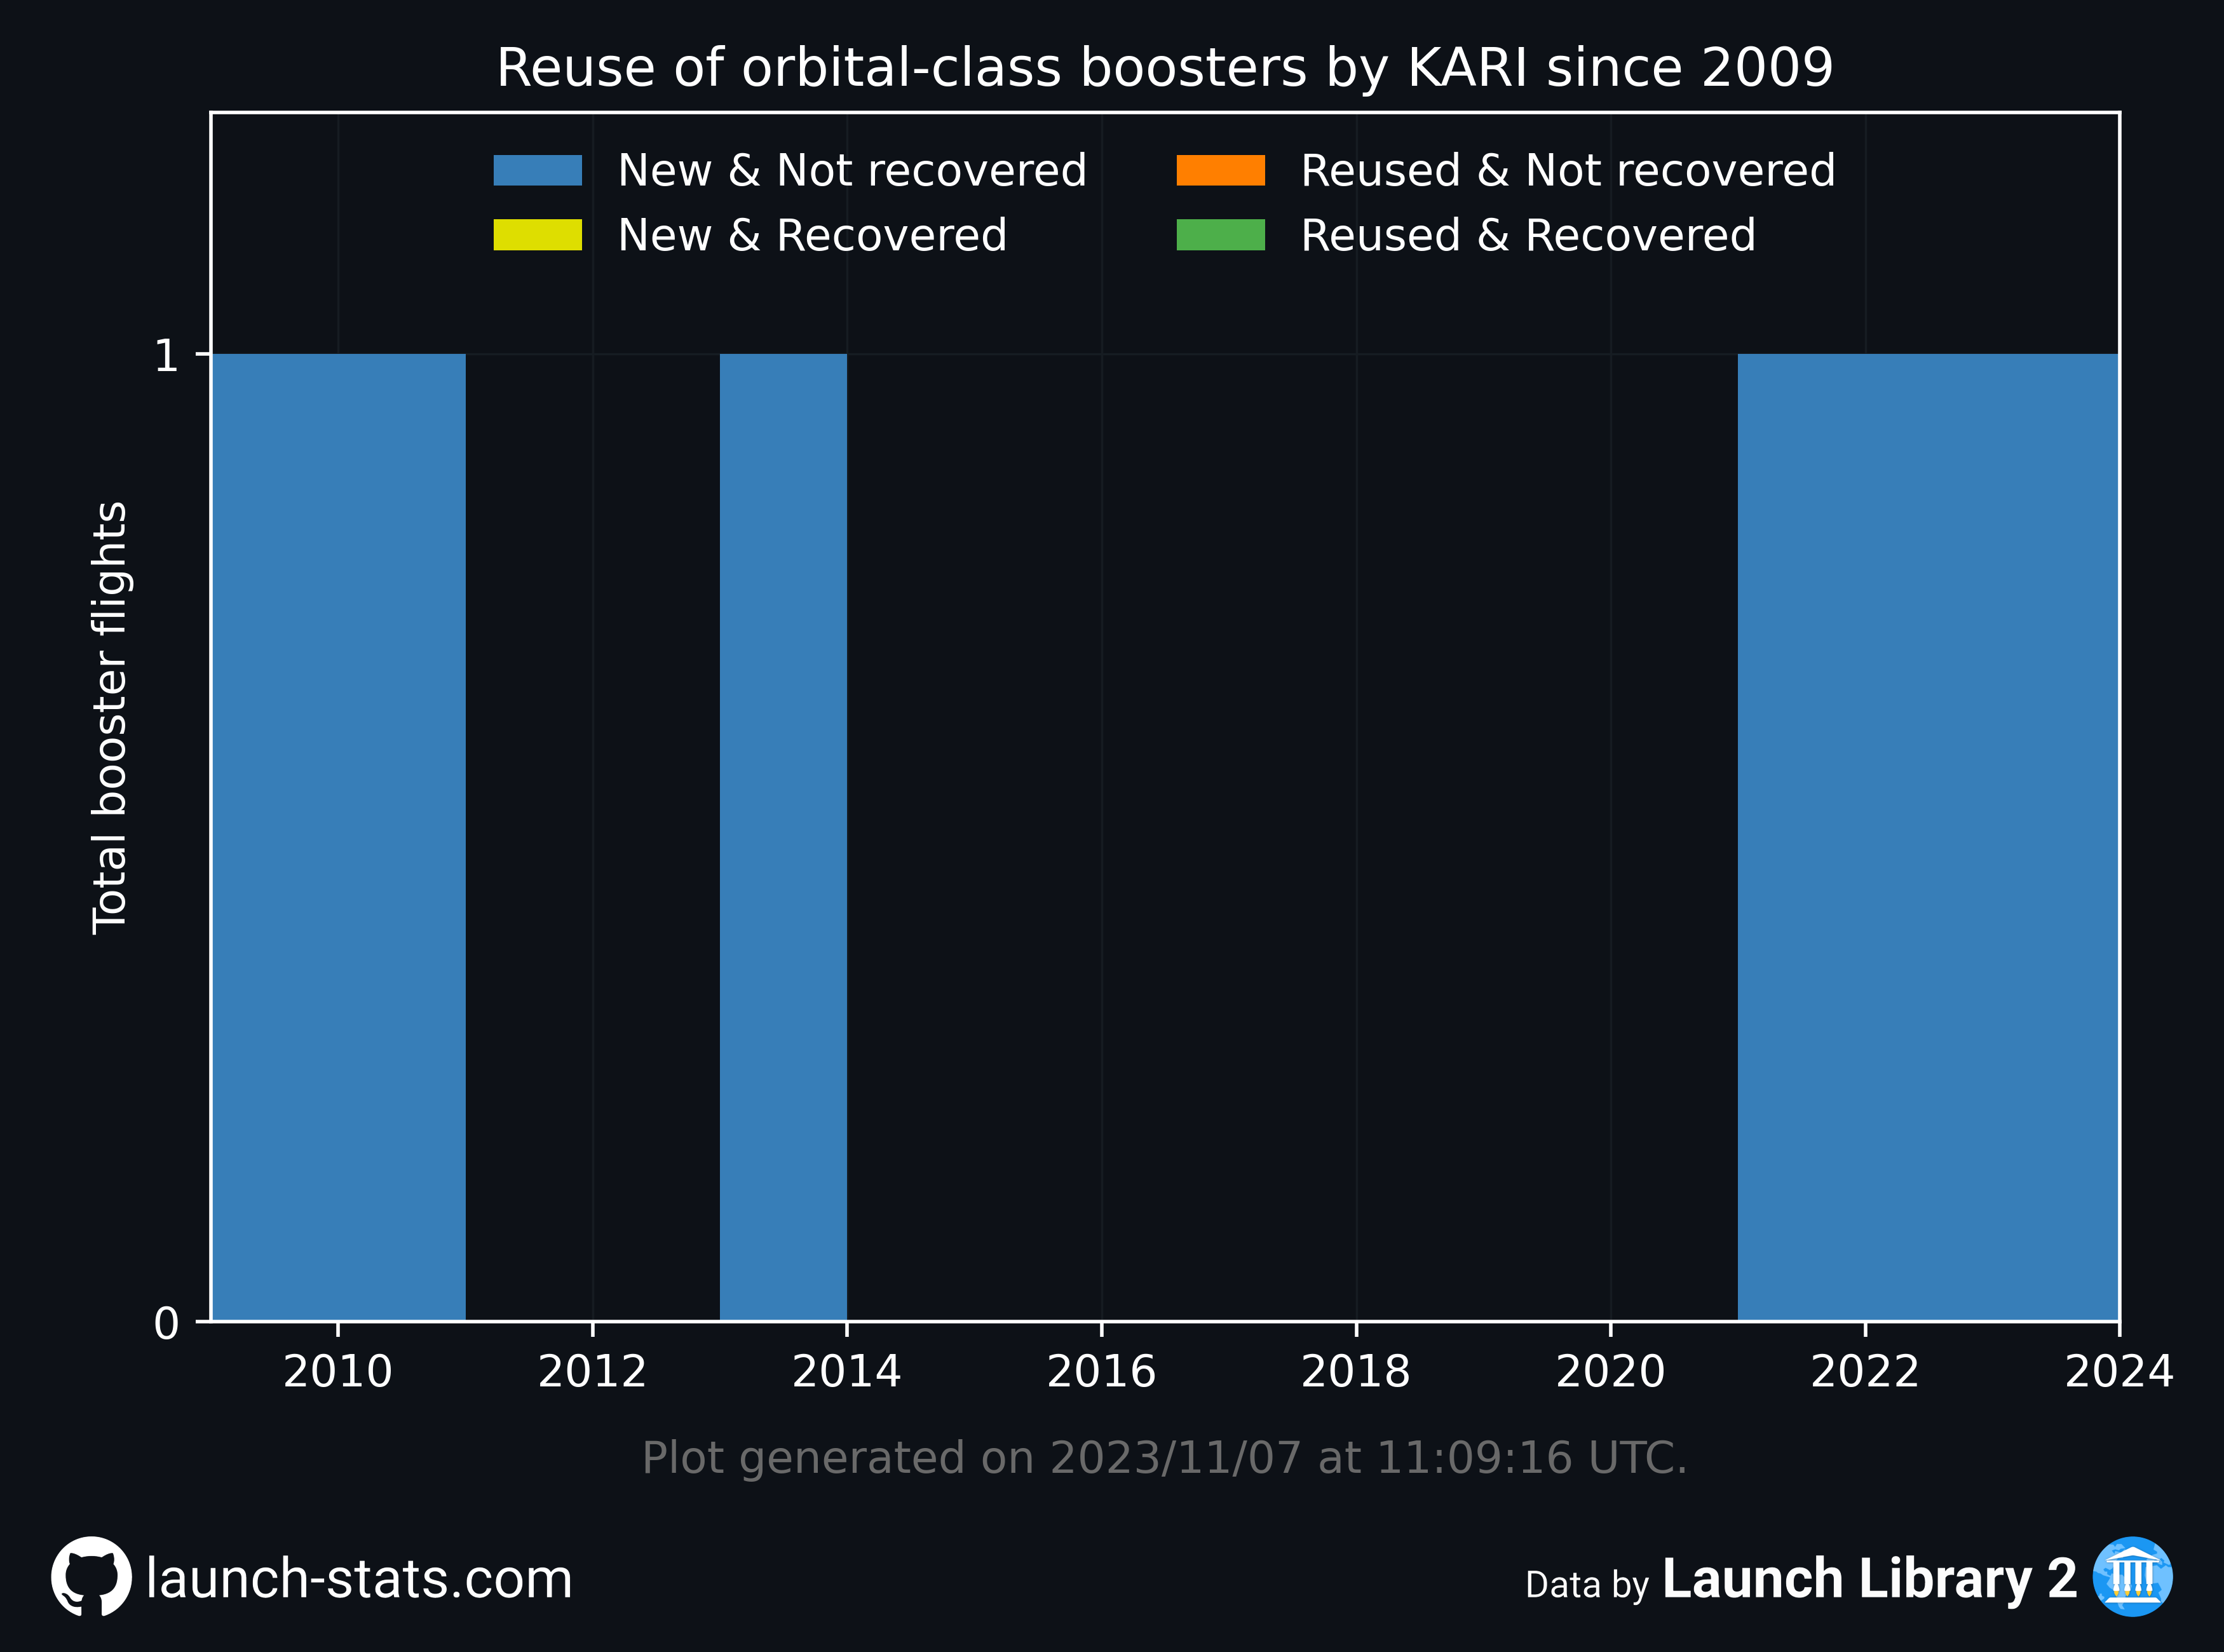 Reuse of orbital-class boosters by KARI since 2009
New & Not recovered
New & Recovered
Reused & Not recovered
Reused & Recovered
Total booster flights
1
0
2010 2012 2014 2016 2018 2020 2022 2024
Plot generated on 2023/11/07 at 11:09:16 UTC.
launch-stats.com
Data by Launch Library 2